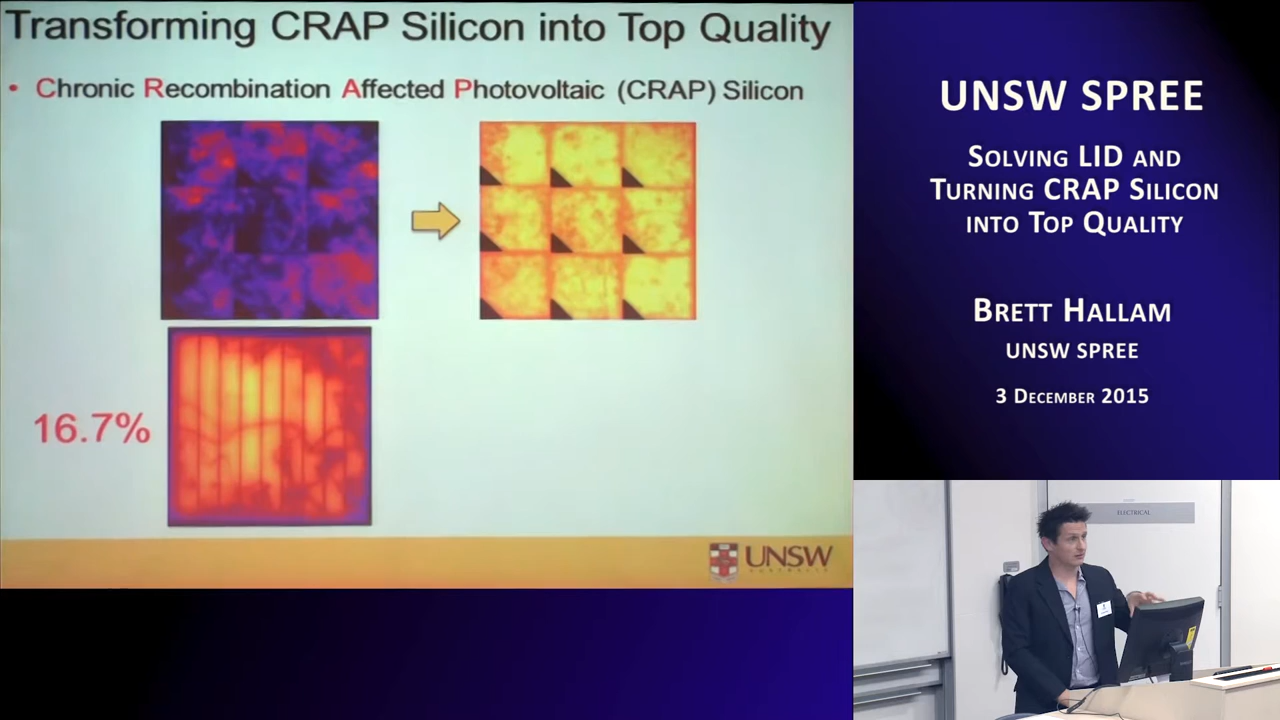 Transforming CRAP Silicon into Top Quality
• Chronic Recombination Affected Photovoltaic (CRAP) Silicon
16.7%
UNSW
AUSTRALIA
UNSW SPREE
SOLVING LID AND
TURNING CRAP SILICON
INTO TOP QUALITY
BRETT HALLAM
UNSW SPREE
3 DECEMBER 2015
ELECTRICAL